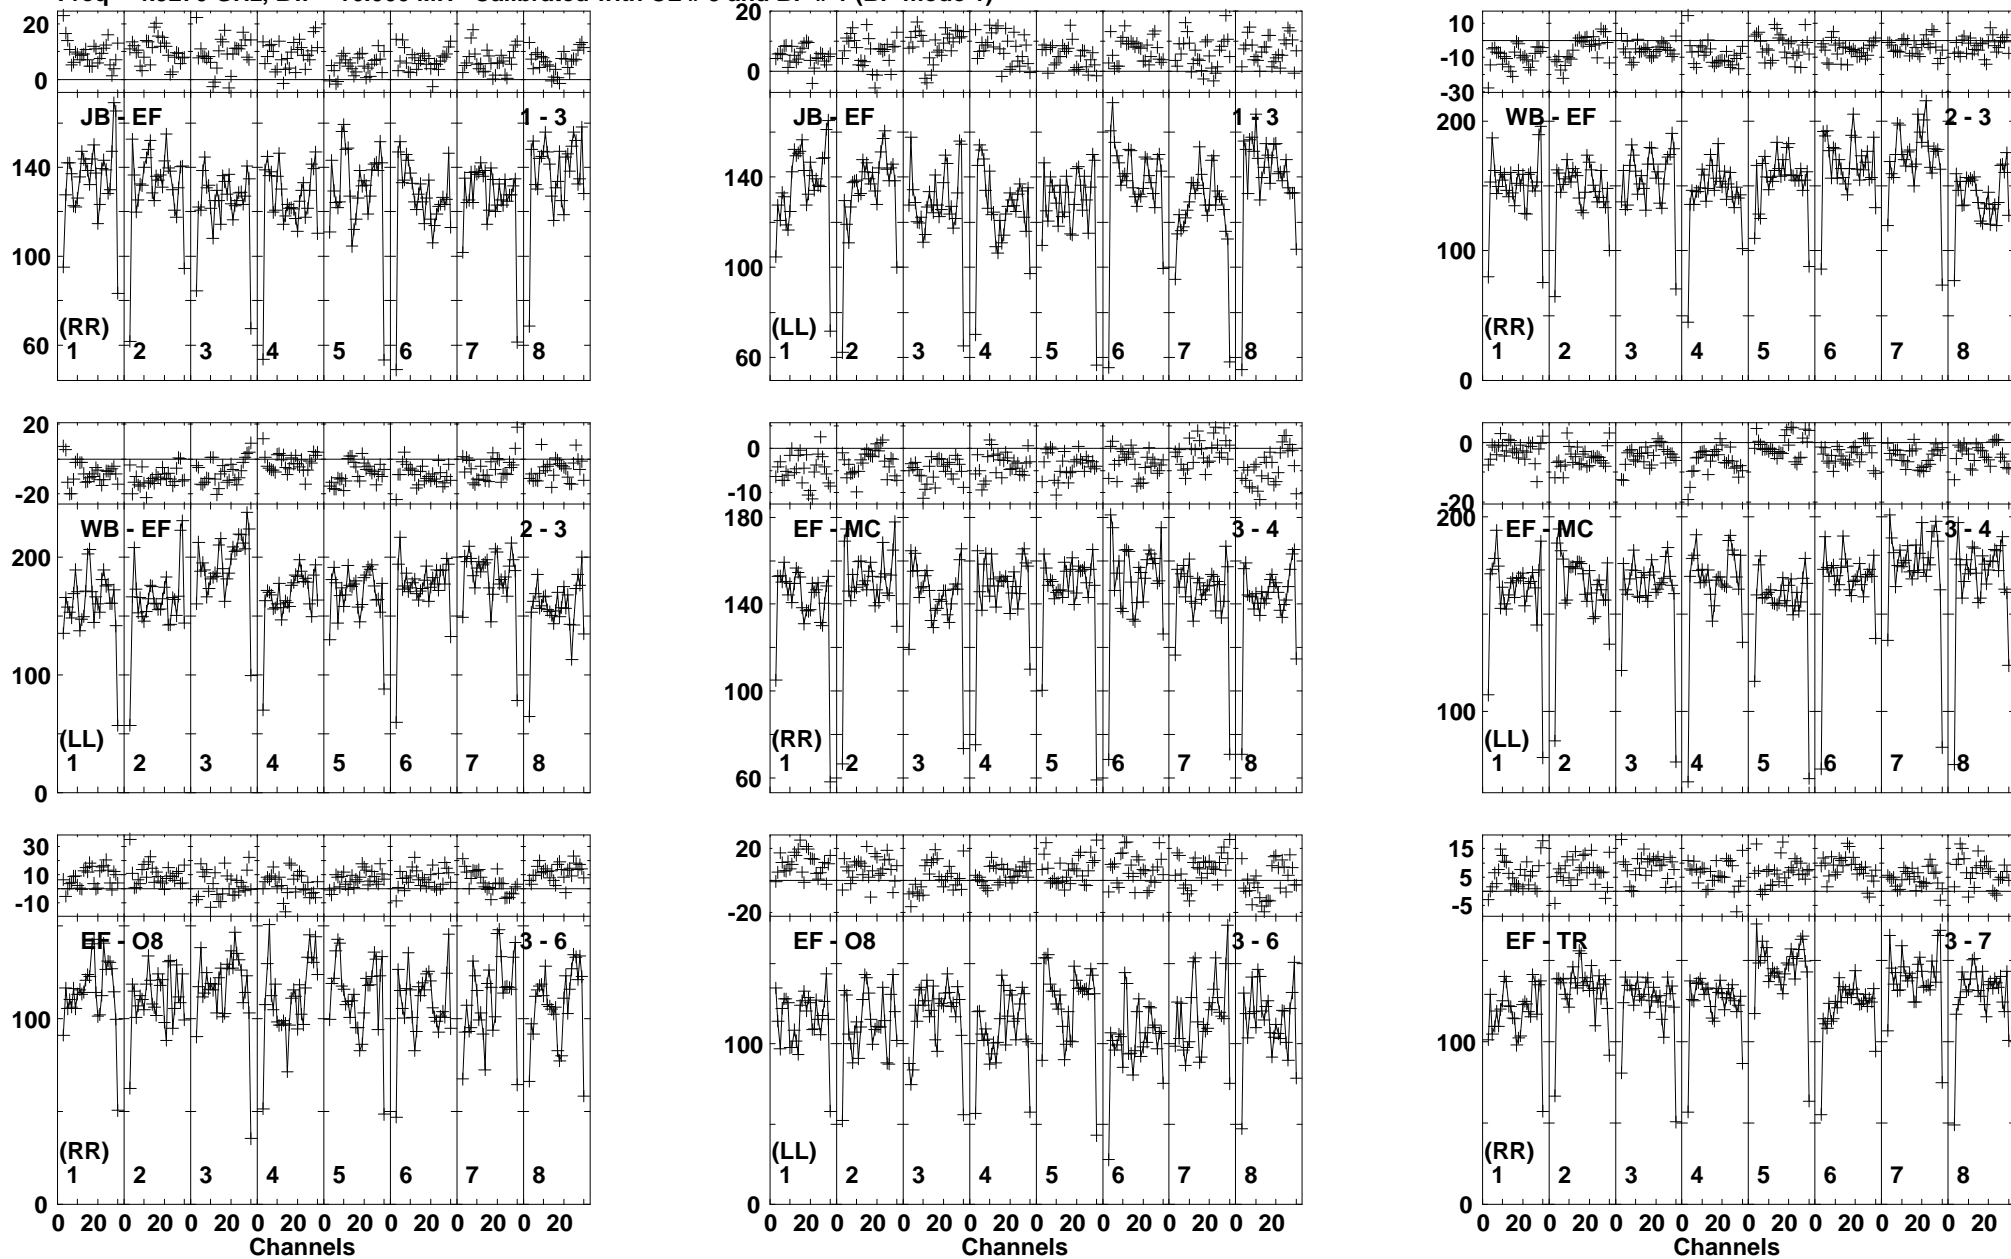 20 0 JB - EF 1 - 3 140 100 60 (RR) 1 2 3 4 5 6 7 8
20 0 JB - EF 1 - 3 140 100 60 (LL) 1 2 3 4 5 6 7 8
10 -10 -30 WB - EF 2 - 3 200 100 0 (RR) 1 2 3 4 5 6 7 8
20 -20 WB - EF 2 - 3 200 100 0 (LL) 1 2 3 4 5 6 7 8
0 -10 EF - MC 3 - 4 180 140 100 60 (RR) 1 2 3 4 5 6 7 8
0 -20 EF - MC 3 - 4 200 100 (LL) 1 2 3 4 5 6 7 8
30 10 -10 EF - O8 3 - 6 100 0 (RR) 1 2 3 4 5 6 7 8
20 -20 EF - O8 3 - 6 100 0 (LL) 1 2 3 4 5 6 7 8
15 5 -5 EF - TR 3 - 7 100 0 (RR) 1 2 3 4 5 6 7 8
0 20 0 20 0 20 0 20 0 20 0 20 0 20 0 20
Channels
0 20 0 20 0 20 0 20 0 20 0 20 0 20 0 20
Channels
0 20 0 20 0 20 0 20 0 20 0 20 0 20 0 20
Channels